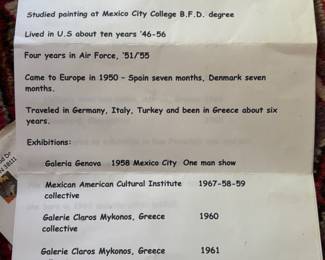 Studied painting at Mexico City College B.F.D. degree
Lived in U.S about ten years '46-56
Four years in Air Force, '51/'55
Came to Europe in 1950 - Spain seven months, Denmark seven
months.
Traveled in Germany, Italy, Turkey and been in Greece about six
years.
Exhibitions:
Galeria Genova 1958 Mexico City One man show
Mexican American Cultural Institute 1967-58-59
collective
Galerie Claros Mykonos, Greece 1960
collective
Galerie Claros Mykonos, Greece 1961